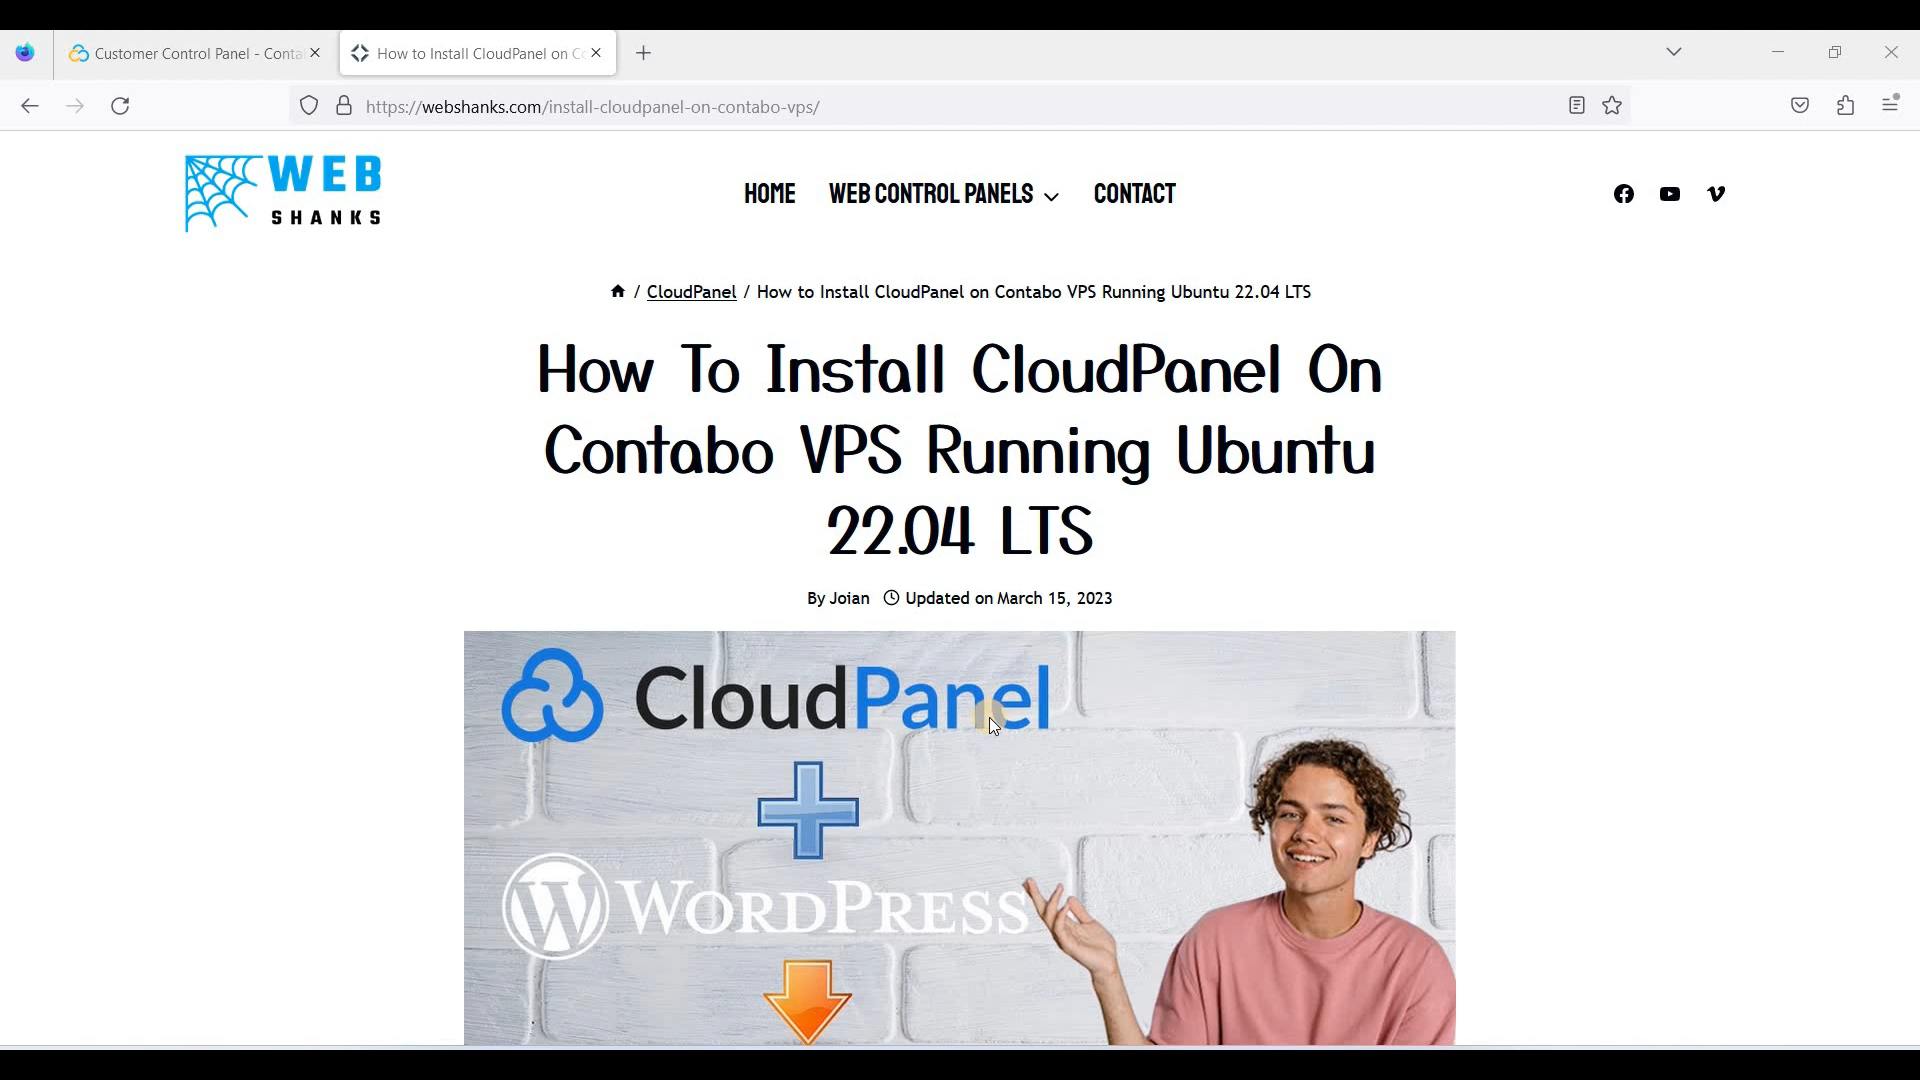 Customer Control Panel - Conta
How to Install CloudPanel on Co
https://webshanks.com/install-cloudpanel-on-contabo-vps/
WEB
SHANKS
HOME
WEB CONTROL PANELS
CONTACT
/ CloudPanel / How to Install CloudPanel on Contabo VPS Running Ubuntu 22.04 LTS
How To Install CloudPanel On
Contabo VPS Running Ubuntu
22.04 LTS
By Joian Updated on March 15, 2023
CloudPanel
WORDPRESS